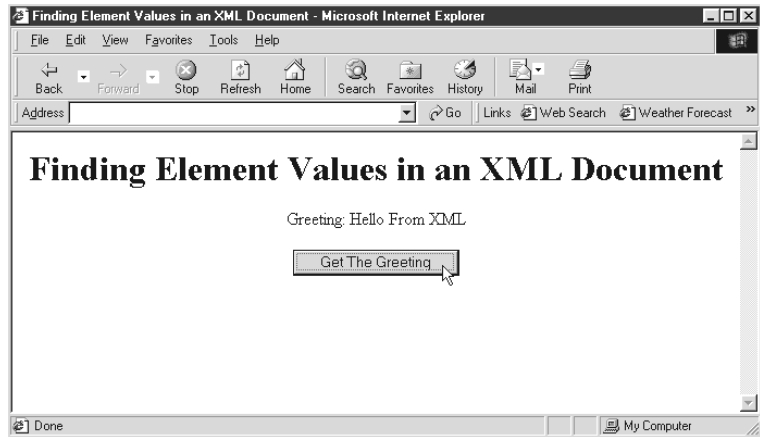 Finding Element Values in an XML Document - Microsoft Internet Explorer
File Edit View Favorites Tools Help
Back Forward Stop Refresh Home Search Favorites History Mail Print
Address Go Links Web Search Weather Forecast »
Finding Element Values in an XML Document
Greeting: Hello From XML
Get The Greeting
Done My Computer